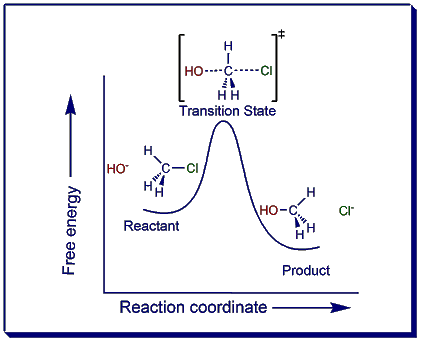 H ‡
HO C Cl
H H
Transition State
H
HO- C Cl
H H
H
HO C Cl-
H H
Reactant
Product
Free energy
Reaction coordinate